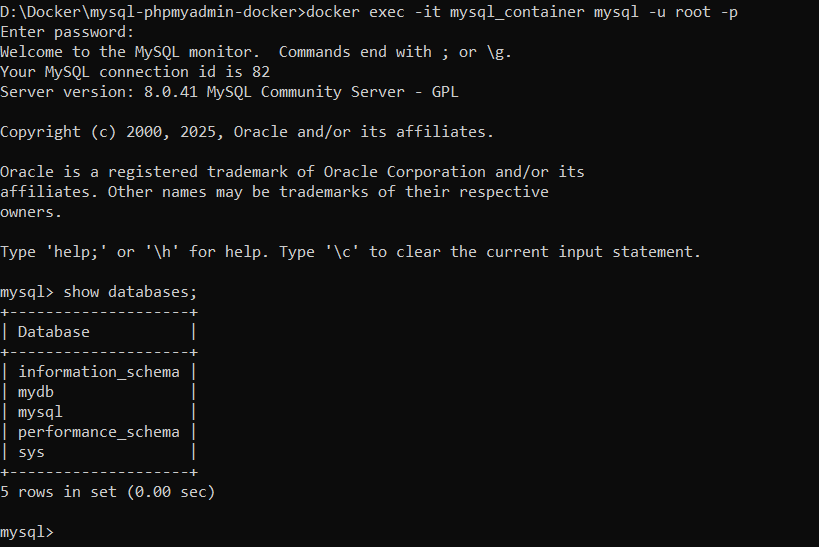 D:\Docker\mysql-phpmyadmin-docker>docker exec -it mysql_container mysql -u root -p
Enter password:
Welcome to the MySQL monitor.  Commands end with ; or \g.
Your MySQL connection id is 82
Server version: 8.0.41 MySQL Community Server - GPL

Copyright (c) 2000, 2025, Oracle and/or its affiliates.

Oracle is a registered trademark of Oracle Corporation and/or its
affiliates. Other names may be trademarks of their respective
owners.

Type 'help;' or '\h' for help. Type '\c' to clear the current input statement.

mysql> show databases;
+--------------------+
| Database           |
+--------------------+
| information_schema |
| mydb               |
| mysql              |
| performance_schema |
| sys                |
+--------------------+
5 rows in set (0.00 sec)

mysql>